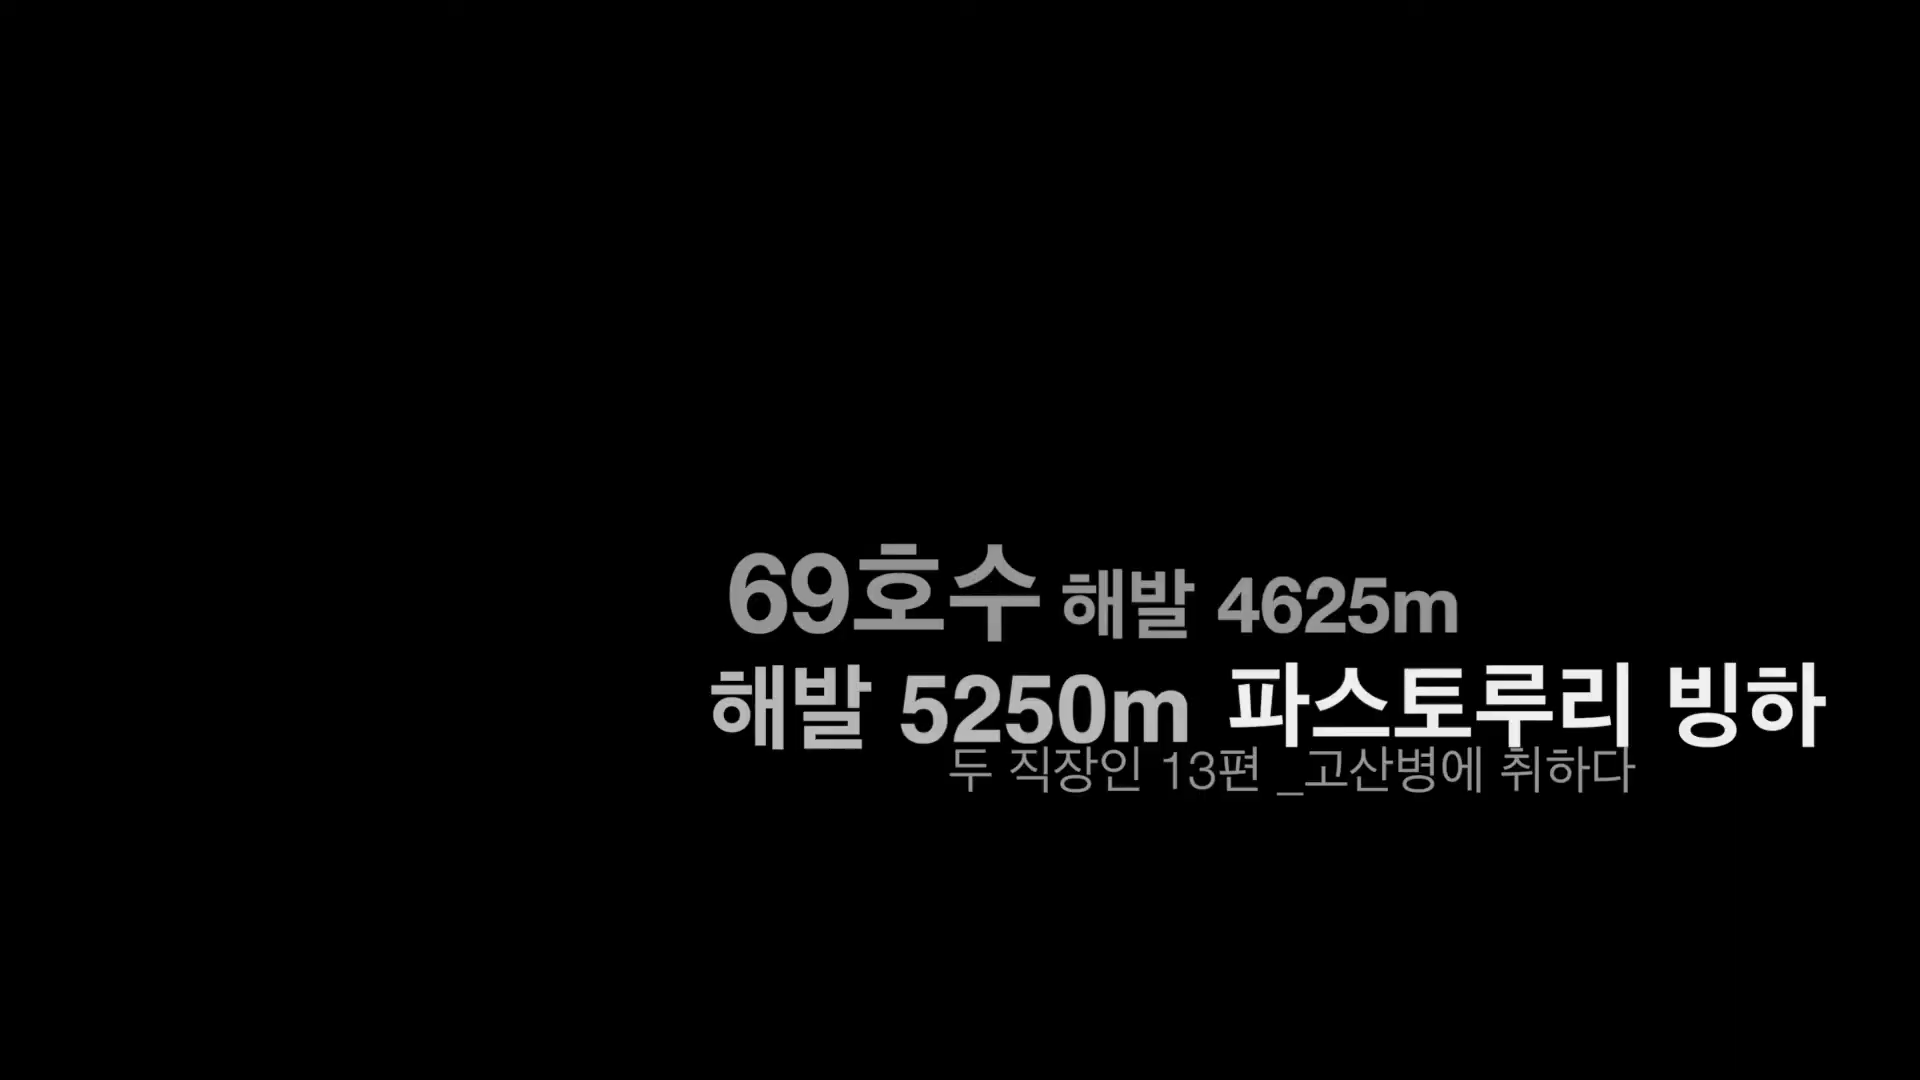 69호수 해발 4625m
해발 5250m 파스토루리 빙하
두 직장인 13편 _고산병에 취하다